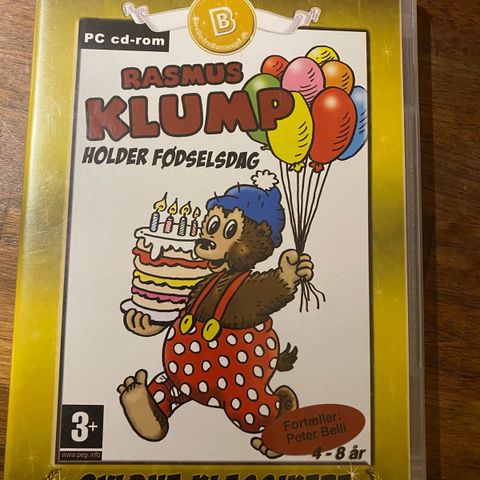 B
PC cd-rom
RASMUS
KLUMP
HOLDER FØDSELSDAG
3+
www.pegi.info
Fortæller:
Peter Belli
4 - 8 år